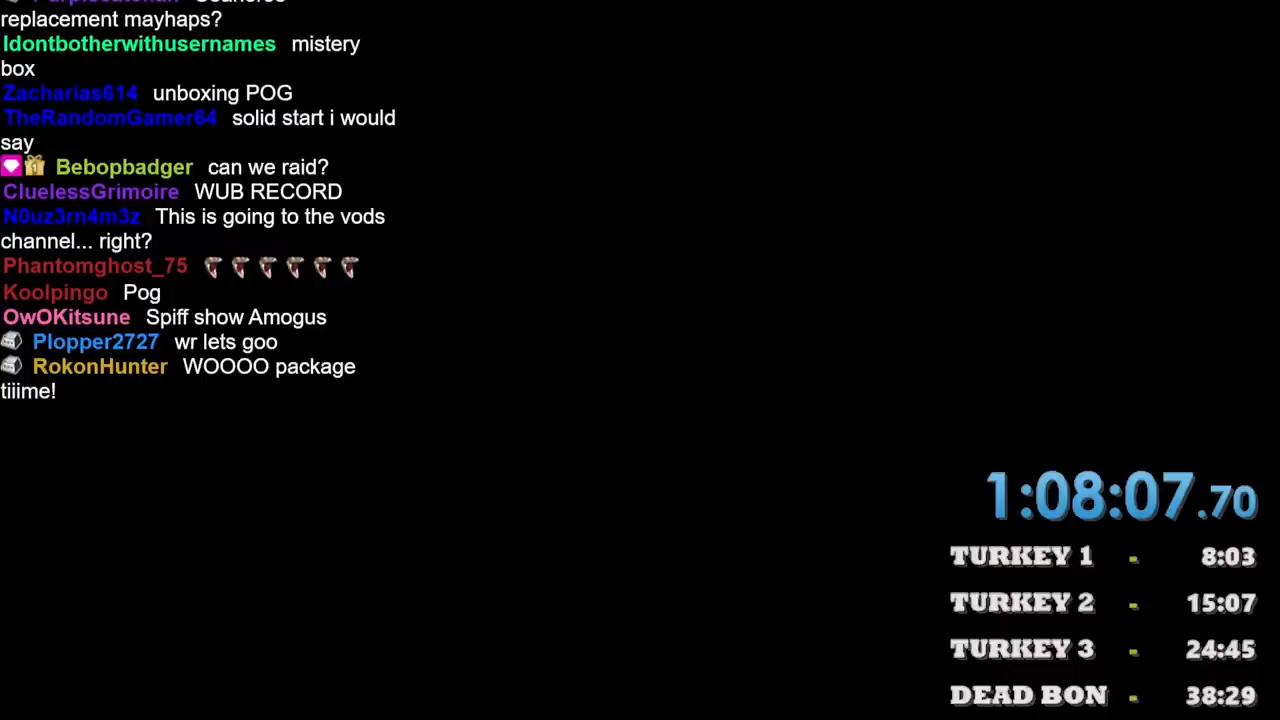 replacement mayhaps?
Idontbotherwithusernames mistery
box
Zacharias614 unboxing POG
TheRandomGamer64 solid start i would
say
Bebopbadger can we raid?
CluelessGrimoire WUB RECORD
N0uz3rn4m3z This is going to the vods
channel... right?
Phantomghost_75
Koolpingo Pog
OwOKitsune Spiff show Amogus
Plopper2727 wr lets goo
RokonHunter WOOOO package
tiiime!
1:08:07.70
TURKEY 1 - 8:03
TURKEY 2 - 15:07
TURKEY 3 - 24:45
DEAD BON - 38:29